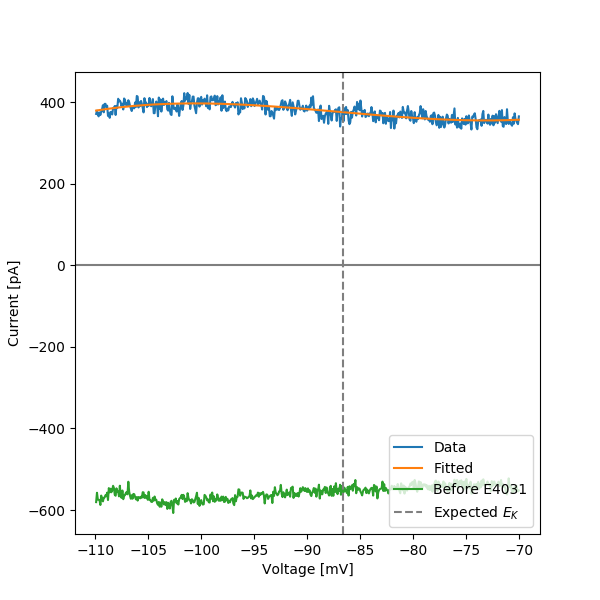 400
200
0
−200
−400
−600
Current [pA]
Data
Fitted
Before E4031
Expected E_K
−110 −105 −100 −95 −90 −85 −80 −75 −70
Voltage [mV]